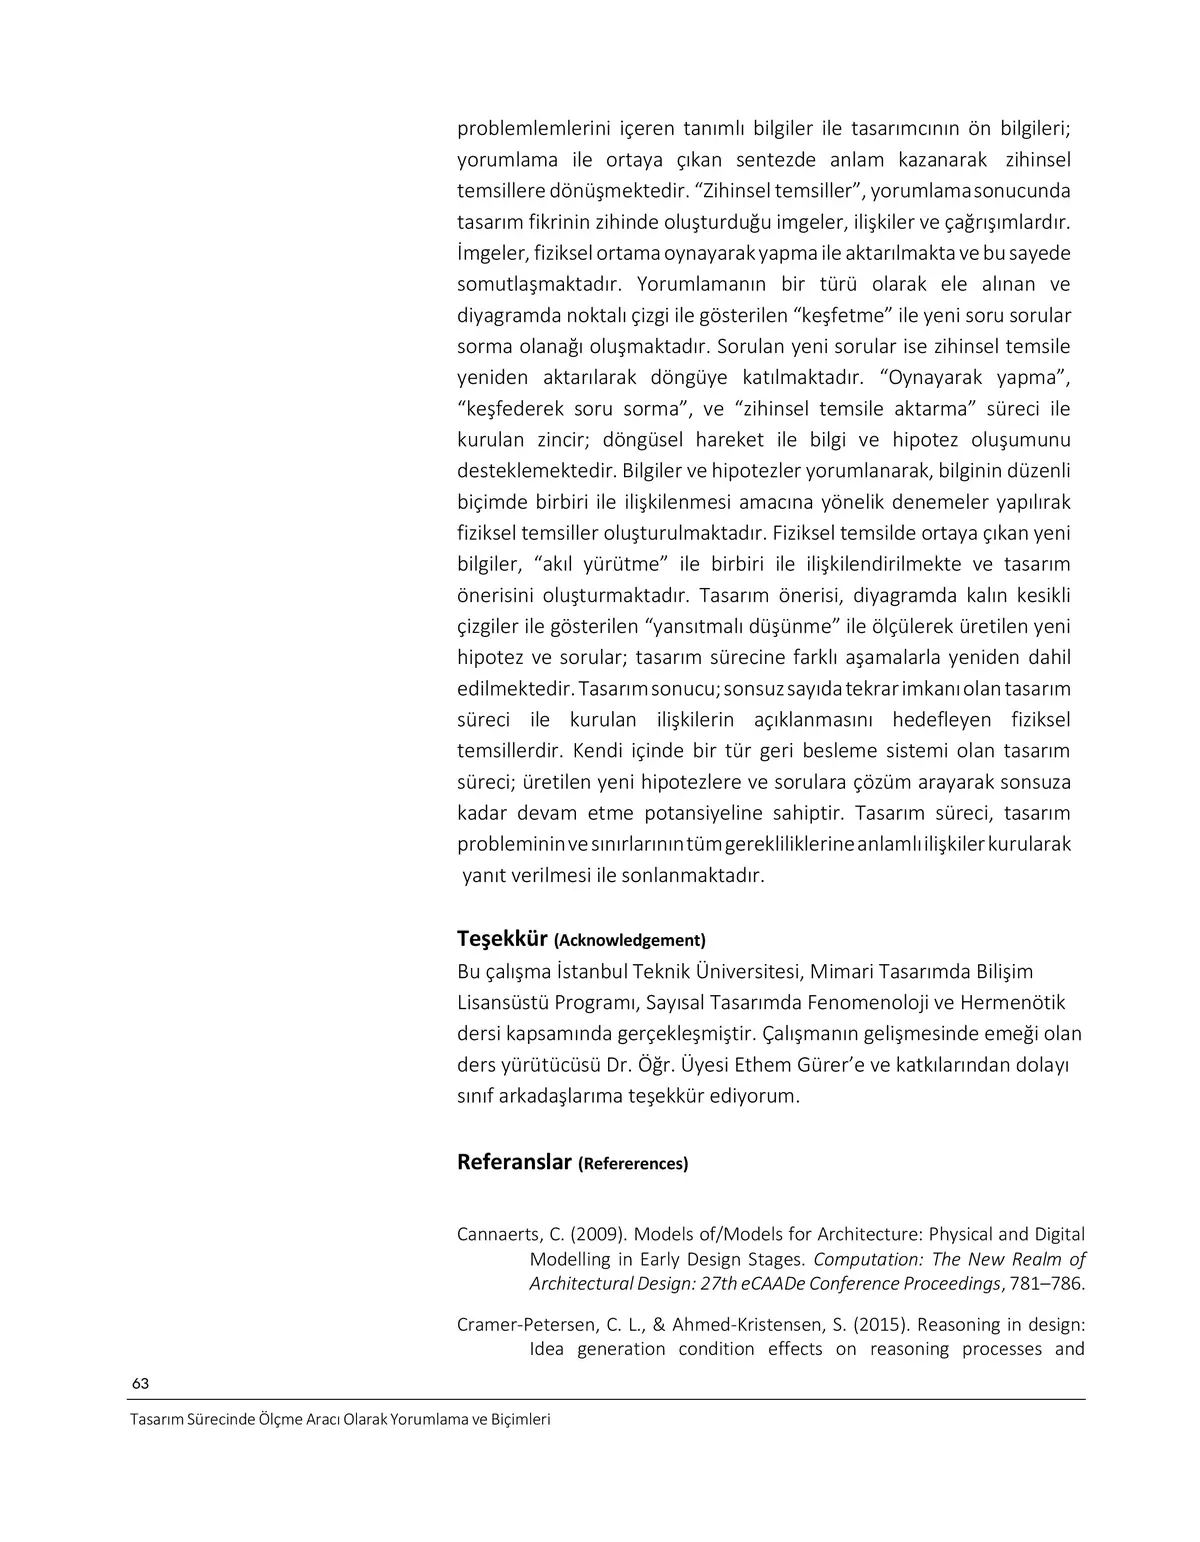 problemlemlerini içeren tanımlı bilgiler ile tasarımcının ön bilgileri;
yorumlama ile ortaya çıkan sentezde anlam kazanarak zihinsel
temsillere dönüşmektedir. “Zihinsel temsiller”, yorumlama sonucunda
tasarım fikrinin zihinde oluşturduğu imgeler, ilişkiler ve çağrışımlardır.
İmgeler, fiziksel ortama oynayarak yapma ile aktarılmakta ve bu sayede
somutlaşmaktadır. Yorumlamanın bir türü olarak ele alınan ve
diyagramda noktalı çizgi ile gösterilen “keşfetme” ile yeni soru sorular
sorma olanağı oluşmaktadır. Sorulan yeni sorular ise zihinsel temsile
yeniden aktarılarak döngüye katılmaktadır. “Oynayarak yapma”,
“keşfederek soru sorma”, ve “zihinsel temsile aktarma” süreci ile
kurulan zincir; döngüsel hareket ile bilgi ve hipotez oluşumunu
desteklemektedir. Bilgiler ve hipotezler yorumlanarak, bilginin düzenli
biçimde birbiri ile ilişkilenmesi amacına yönelik denemeler yapılırak
fiziksel temsiller oluşturulmaktadır. Fiziksel temsilde ortaya çıkan yeni
bilgiler, “akıl yürütme” ile birbiri ile ilişkilendirilmekte ve tasarım
önerisini oluşturmaktadır. Tasarım önerisi, diyagramda kalın kesikli
çizgiler ile gösterilen “yansıtmalı düşünme” ile ölçülerek üretilen yeni
hipotez ve sorular; tasarım sürecine farklı aşamalarla yeniden dahil
edilmektedir. Tasarım sonucu; sonsuz sayıda tekrar imkanı olan tasarım
süreci ile kurulan ilişkilerin açıklanmasını hedefleyen fiziksel
temsillerdir. Kendi içinde bir tür geri besleme sistemi olan tasarım
süreci; üretilen yeni hipotezlere ve sorulara çözüm arayarak sonsuza
kadar devam etme potansiyeline sahiptir. Tasarım süreci, tasarım
probleminin ve sınırlarının tüm gerekliliklerine anlamlı ilişkiler kurularak
yanıt verilmesi ile sonlanmaktadır.
Teşekkür (Acknowledgement)
Bu çalışma İstanbul Teknik Üniversitesi, Mimari Tasarımda Bilişim
Lisansüstü Programı, Sayısal Tasarımda Fenomenoloji ve Hermenötik
dersi kapsamında gerçekleşmiştir. Çalışmanın gelişmesinde emeği olan
ders yürütücüsü Dr. Öğr. Üyesi Ethem Gürer’e ve katkılarından dolayı
sınıf arkadaşlarıma teşekkür ediyorum.
Referanslar (Refererences)
Cannaerts, C. (2009). Models of/Models for Architecture: Physical and Digital
Modelling in Early Design Stages. Computation: The New Realm of
Architectural Design: 27th eCAADe Conference Proceedings, 781–786.
Cramer-Petersen, C. L., & Ahmed-Kristensen, S. (2015). Reasoning in design:
Idea generation condition effects on reasoning processes and
63
Tasarım Sürecinde Ölçme Aracı Olarak Yorumlama ve Biçimleri